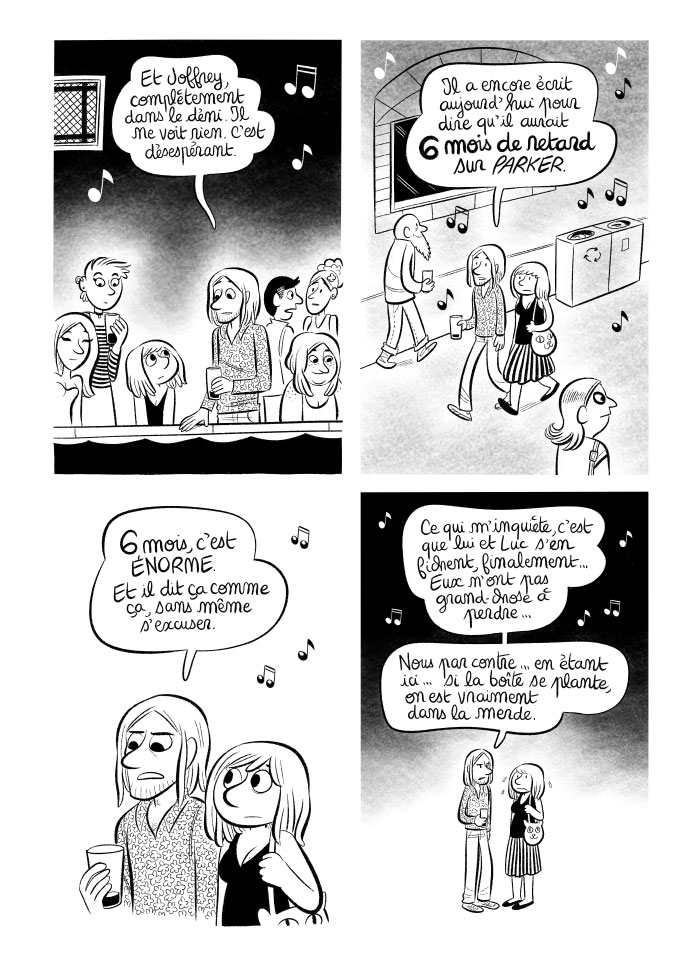 Et Joffrey,
complètement
dans le déni. Il
ne voit rien. C'est
désespérant.
Il a encore écrit
aujourd'hui pour
dire qu'il aurait
6 mois de retard
sur PARKER.
6 mois, c'est
ÉNORME.
Et il dit ça comme
ça, sans même
s'excuser.
Ce qui m'inquiète, c'est
que lui et Luc s'en
fichent, finalement...
Eux n'ont pas
grand-chose à
perdre...
Nous par contre... en étant
ici... si la boîte se plante,
on est vraiment
dans la merde.